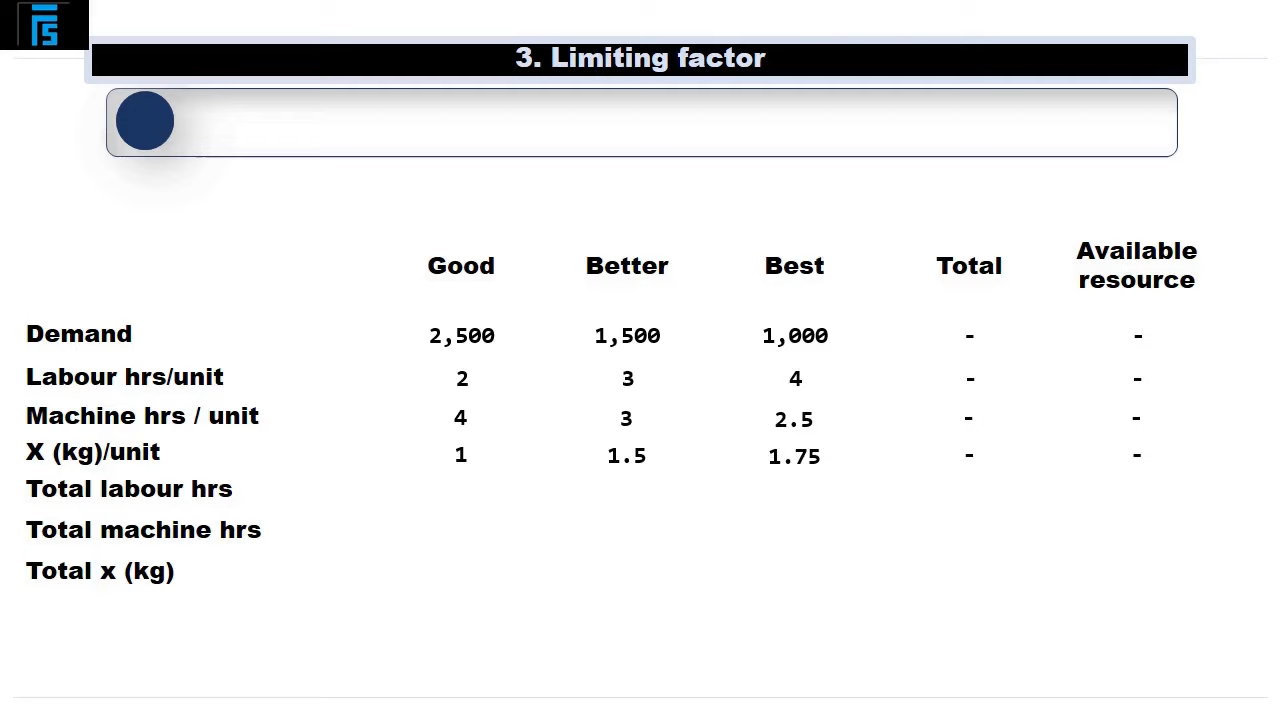 FS
3. Limiting factor
Good Better Best Total Available resource
Demand 2,500 1,500 1,000 - -
Labour hrs/unit 2 3 4 - -
Machine hrs / unit 4 3 2.5 - -
X (kg)/unit 1 1.5 1.75 - -
Total labour hrs
Total machine hrs
Total x (kg)